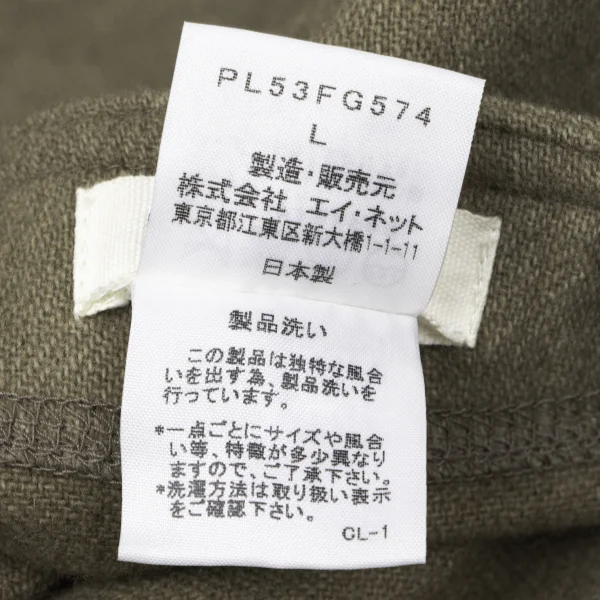 PL53FG574
L
製造・販売元
株式会社 エイ・ネット
東京都江東区新大橋1-1-11
日本製
製品洗い
この製品は独特な風合
いを出す為、製品洗いを
行っています。
*一点ごとにサイズや風合
い等、特徴が多少異なり
ますので、ご了承下さい。
*洗濯方法は取り扱い表示
をご確認下さい。
CL-1